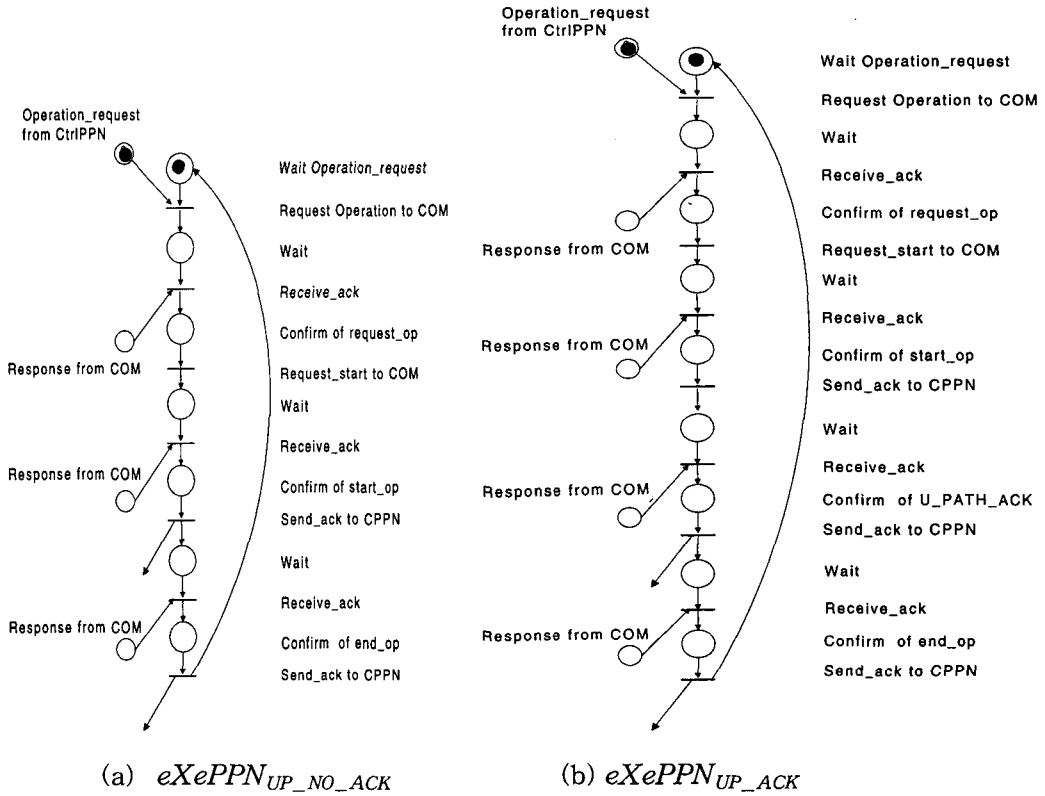 Operation_request
from CtrlPPN
Wait Operation_request
Request Operation to COM
Wait
Receive_ack
Confirm of request_op
Response from COM
Request_start to COM
Wait
Receive_ack
Response from COM
Confirm of start_op
Send_ack to CPPN
Wait
Receive_ack
Response from COM
Confirm of end_op
Send_ack to CPPN
(a) eXePPN_UP_NO_ACK
Operation_request
from CtrlPPN
Wait Operation_request
Request Operation to COM
Wait
Receive_ack
Confirm of request_op
Response from COM
Request_start to COM
Wait
Receive_ack
Response from COM
Confirm of start_op
Send_ack to CPPN
Wait
Receive_ack
Response from COM
Confirm of U_PATH_ACK
Send_ack to CPPN
Wait
Receive_ack
Response from COM
Confirm of end_op
Send_ack to CPPN
(b) eXePPN_UP_ACK